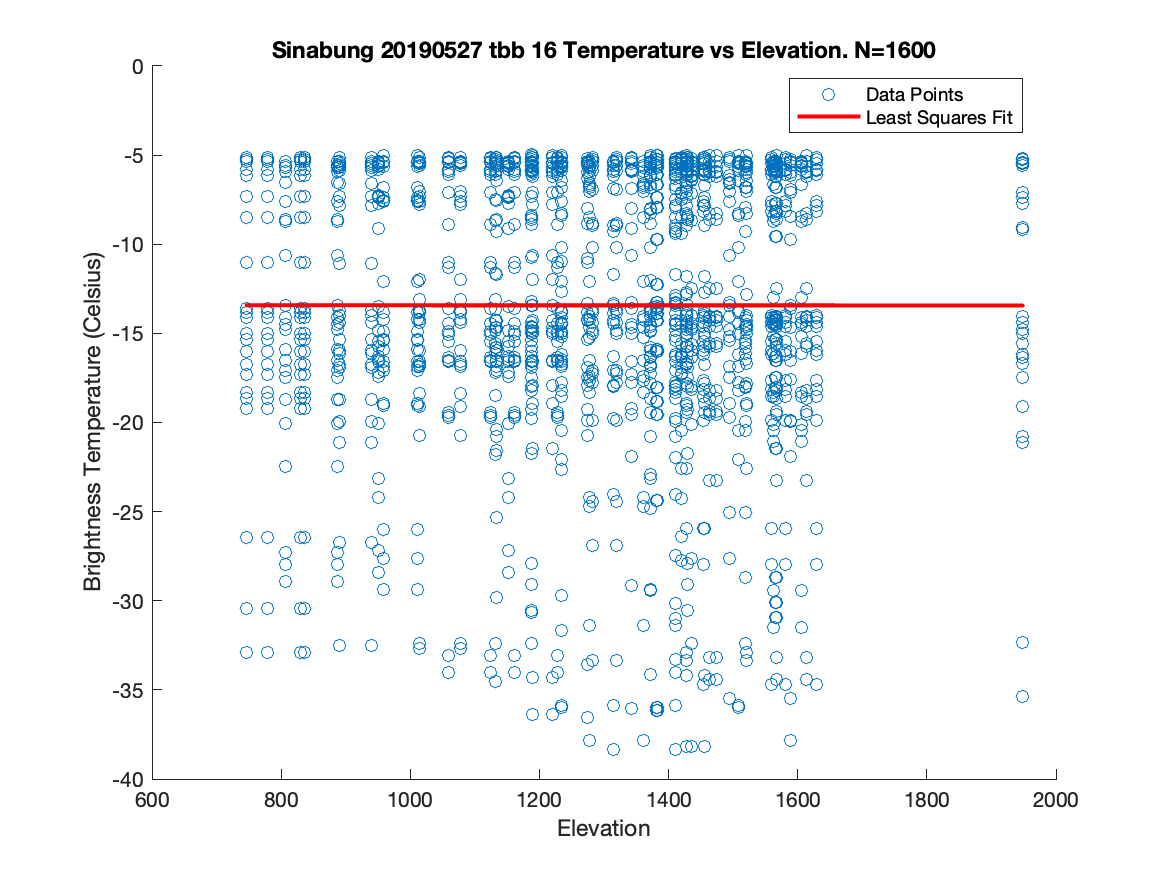 Sinabung 20190527 tbb 16 Temperature vs Elevation. N=1600
Data Points
Least Squares Fit
0
-5
-10
-15
-20
-25
-30
-35
-40
Brightness Temperature (Celsius)
600 800 1000 1200 1400 1600 1800 2000
Elevation